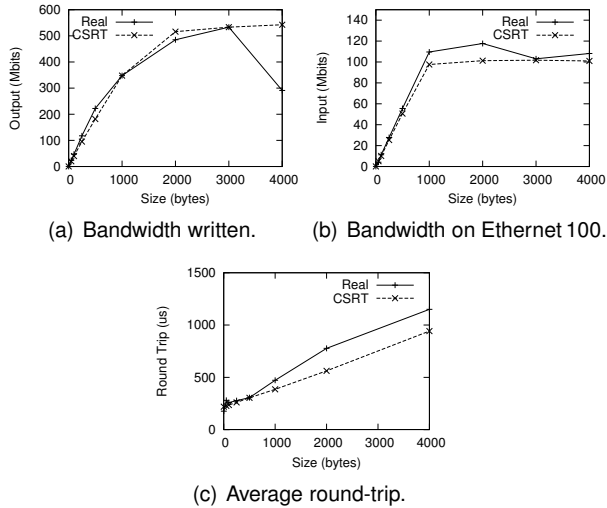 600
500
400
300
200
100
0
Output (Mbits)
Real
CSRT
0 1000 2000 3000 4000
Size (bytes)
(a) Bandwidth written.
140
120
100
80
60
40
20
0
Input (Mbits)
Real
CSRT
0 1000 2000 3000 4000
Size (bytes)
(b) Bandwidth on Ethernet 100.
1500
1000
500
0
Round Trip (us)
Real
CSRT
0 1000 2000 3000 4000
Size (bytes)
(c) Average round-trip.